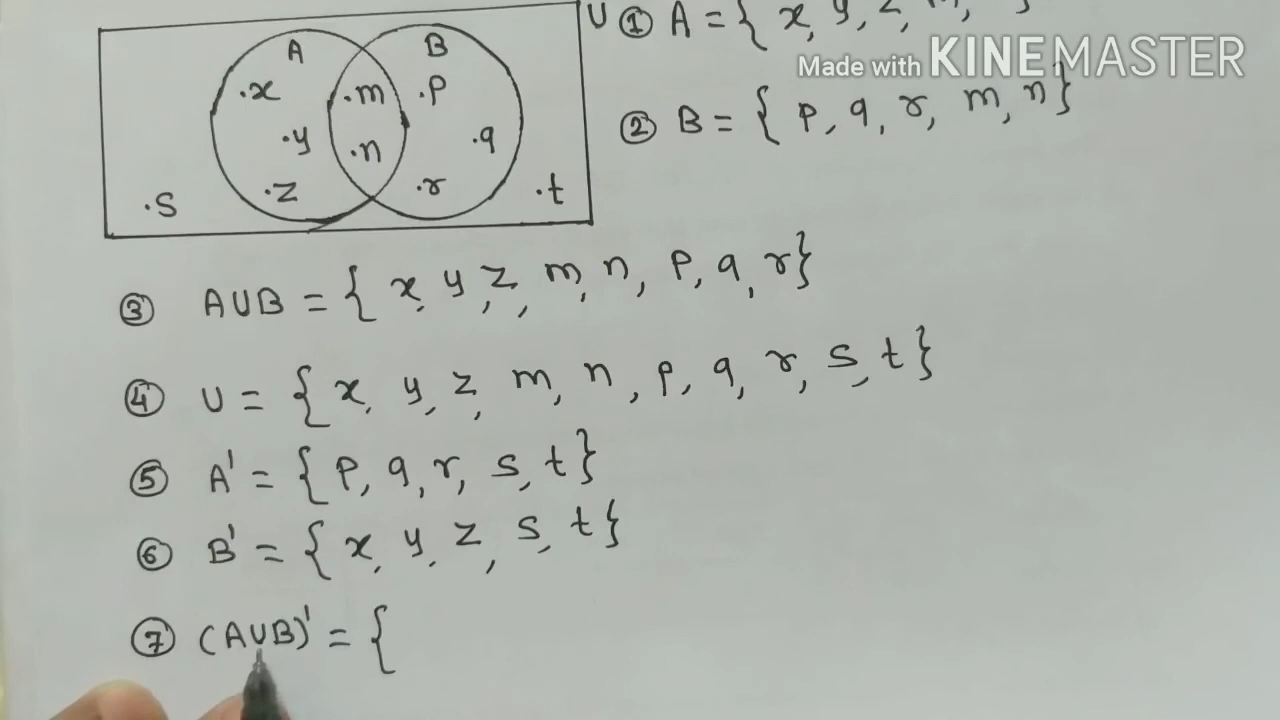 U ① A = { x, y, z, m,
Made with KINEMASTER
A B
.x .m .p
.y .n .q
.z .r
.s .t
② B = { p, q, r, m, n}
③ A∪B = { x, y, z, m, n, p, q, r}
④ U = { x, y, z, m, n, p, q, r, s, t}
⑤ A' = { p, q, r, s, t}
⑥ B' = { x, y, z, s, t}
⑦ (A∪B)' = {